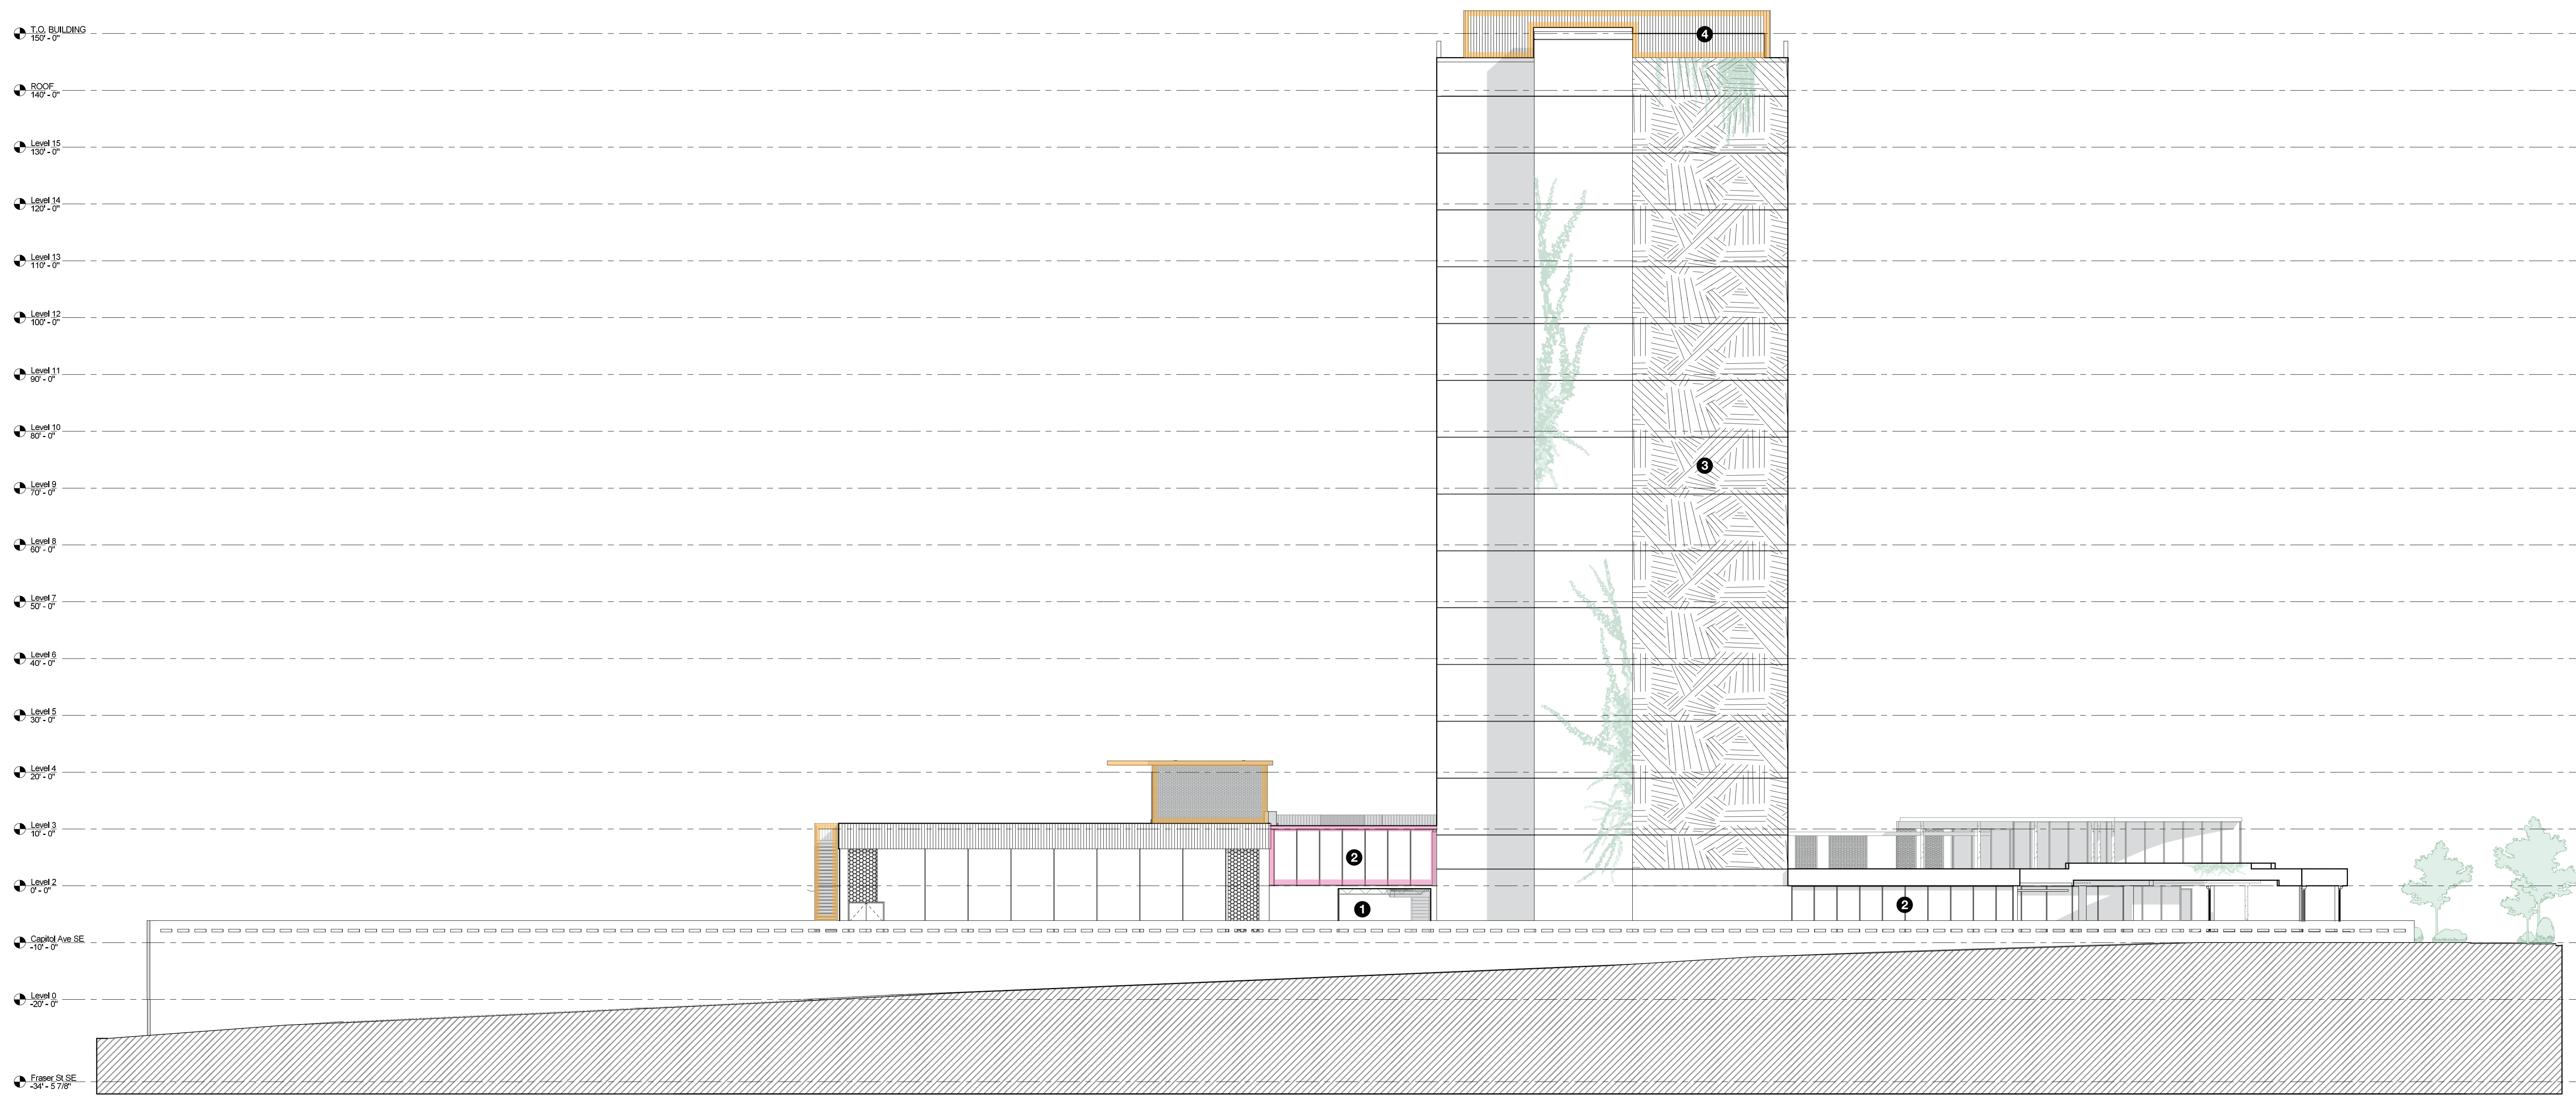 T.O. BUILDING
150' - 0"
4
ROOF
140' - 0"
Level 15
130' - 0"
Level 14
120' - 0"
Level 13
110' - 0"
Level 12
100' - 0"
Level 11
90' - 0"
Level 10
80' - 0"
3
Level 9
70' - 0"
Level 8
60' - 0"
Level 7
50' - 0"
Level 6
40' - 0"
Level 5
30' - 0"
Level 4
20' - 0"
Level 3
10' - 0"
2
Level 2
0' - 0"
1
2
Capitol Ave SE
-10' - 0"
Level 0
-20' - 0"
Fraser St SE
-34' - 5 7/8"